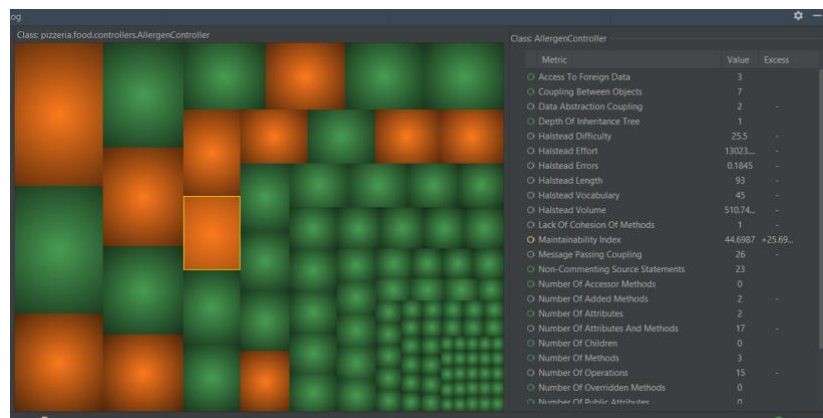 og
Class: pizzeria.food.controllers.AllergenController
Class: AllergenController
Metric Value Excess
Access To Foreign Data 3
Coupling Between Objects 7
Data Abstraction Coupling 2 -
Depth Of Inheritance Tree 1
Halstead Difficulty 25.5 -
Halstead Effort 13023.... -
Halstead Errors 0.1845 -
Halstead Length 93 -
Halstead Vocabulary 45 -
Halstead Volume 510.74... -
Lack Of Cohesion Of Methods 1 -
Maintainability Index 44.6987 +25.69...
Message Passing Coupling 26 -
Non-Commenting Source Statements 23
Number Of Accessor Methods 0
Number Of Added Methods 2 -
Number Of Attributes 2
Number Of Attributes And Methods 17 -
Number Of Children 0
Number Of Methods 3
Number Of Operations 15 -
Number Of Overridden Methods 0
Number Of Public Attributes 0